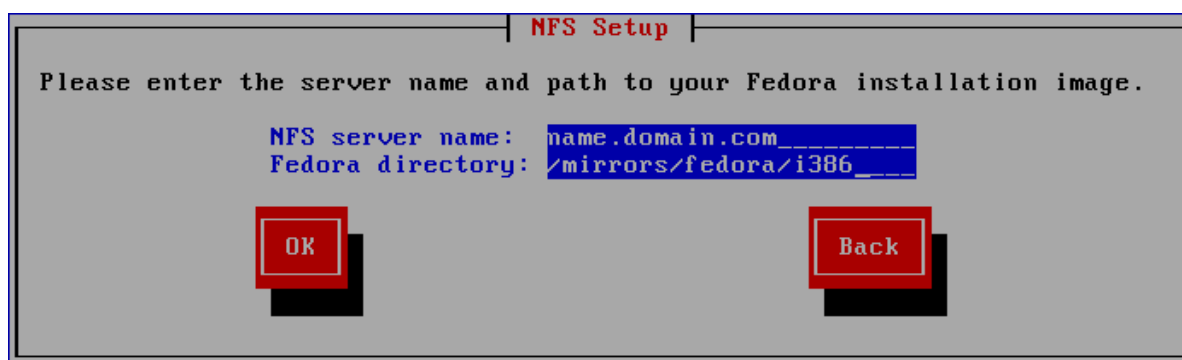 NFS Setup
Please enter the server name and path to your Fedora installation image.
NFS server name: name.domain.com_________
Fedora directory: /mirrors/fedora/i386____
OK Back